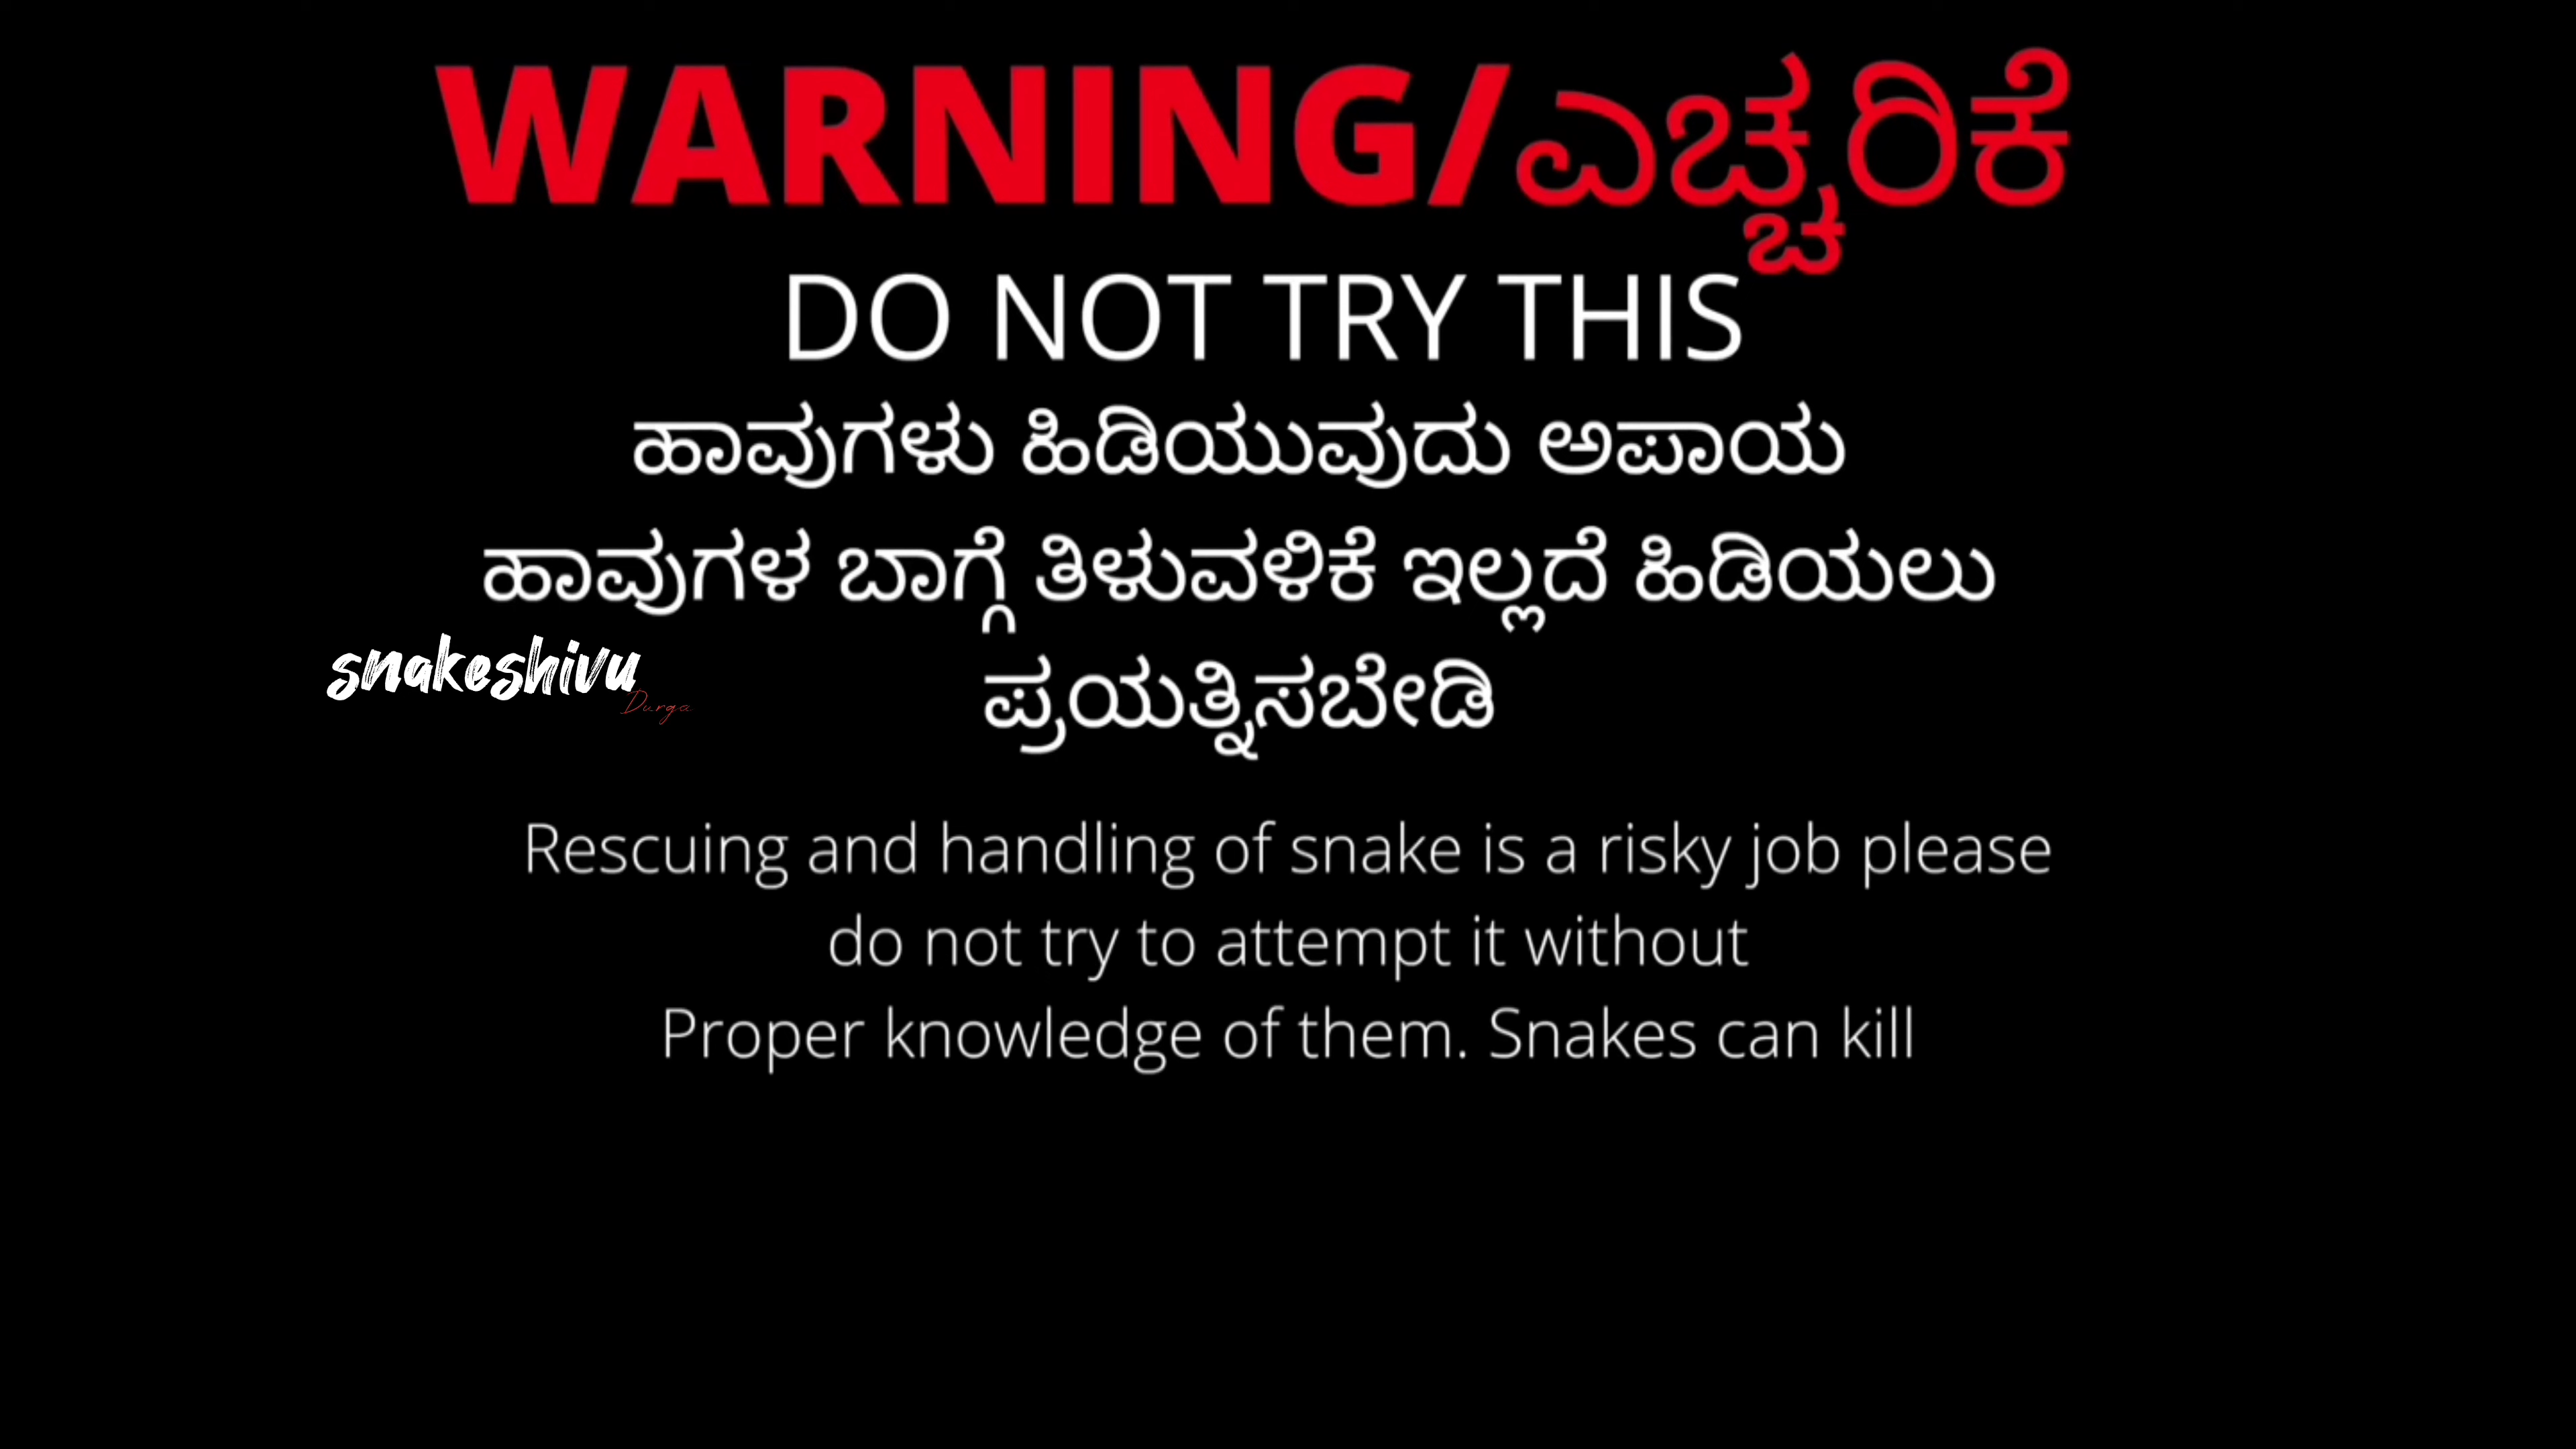 WARNING/ಎಚ್ಚರಿಕೆ
DO NOT TRY THIS
ಹಾವುಗಳು ಹಿಡಿಯುವುದು ಅಪಾಯ
ಹಾವುಗಳ ಬಾಗ್ಗೆ ತಿಳುವಳಿಕೆ ಇಲ್ಲದೆ ಹಿಡಿಯಲು
ಪ್ರಯತ್ನಿಸಬೇಡಿ
snakeshivu
Durga
Rescuing and handling of snake is a risky job please
do not try to attempt it without
Proper knowledge of them. Snakes can kill